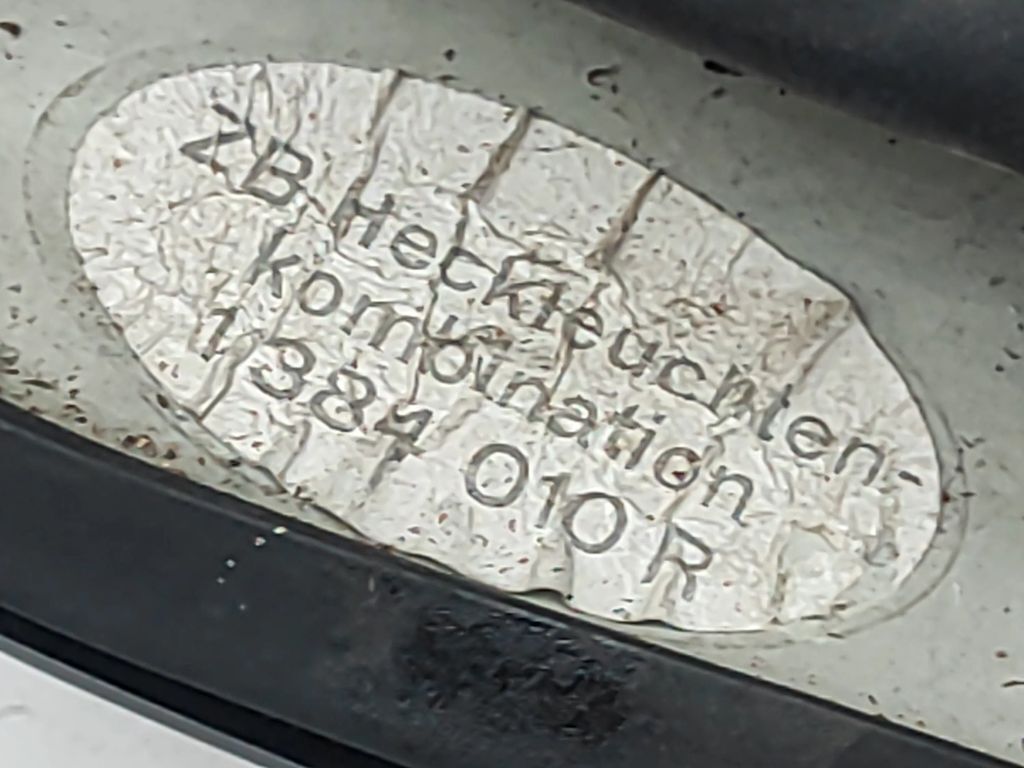 ZB Heckleuchten-
kombination
1 384 010 R